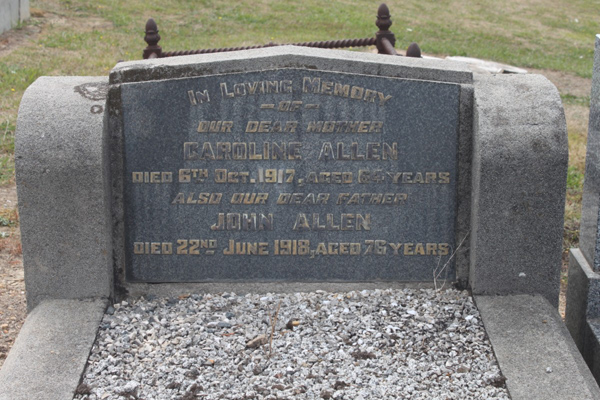 IN LOVING MEMORY
—OF—
OUR DEAR MOTHER
CAROLINE ALLEN
DIED 6TH OCT. 1917, AGED YEARS
ALSO OUR DEAR FATHER
JOHN ALLEN
DIED 22ND JUNE 1918, AGED 76 YEARS